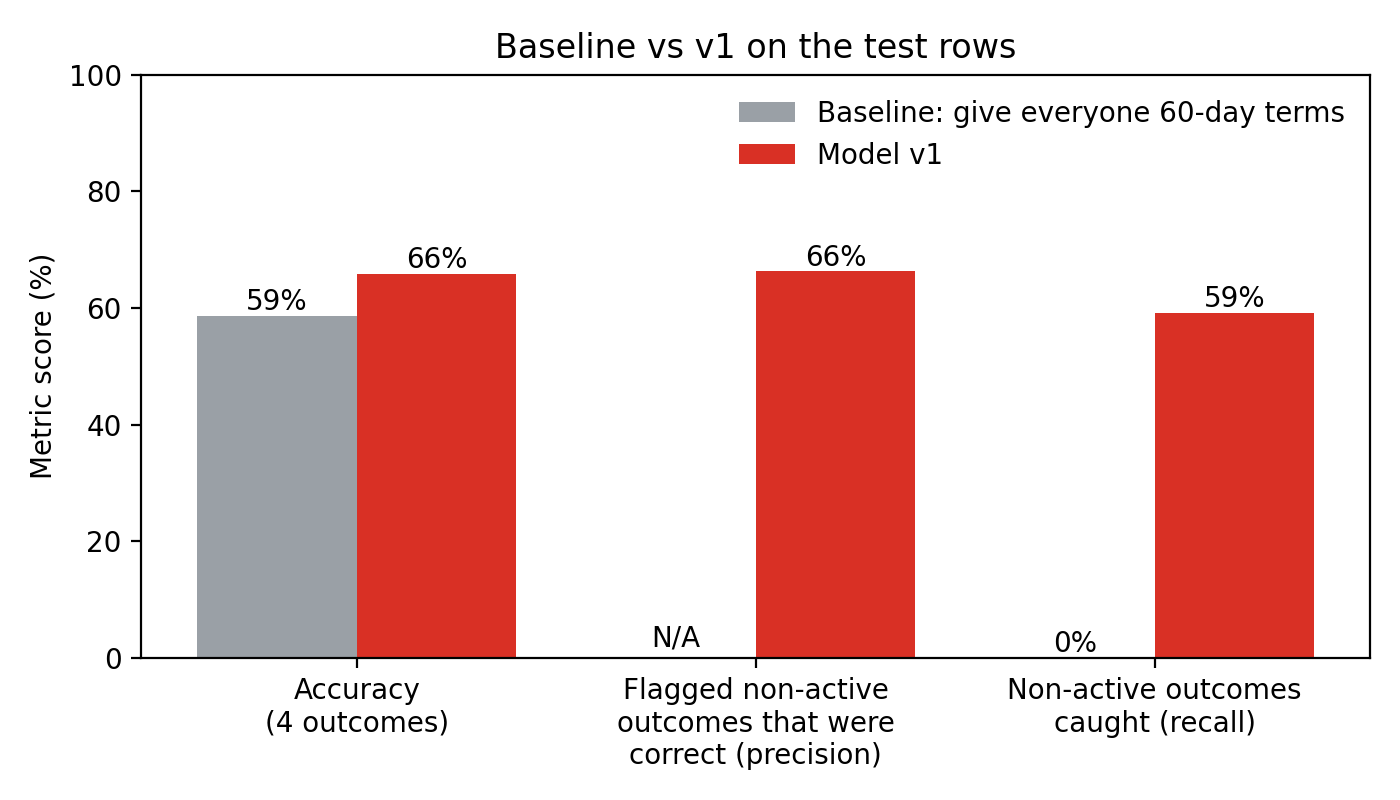 Baseline vs v1 on the test rows
Baseline: give everyone 60-day terms
Model v1
Metric score (%)
100
80
60
40
20
0
59%
66%
N/A
66%
0%
59%
Accuracy
(4 outcomes)
Flagged non-active
outcomes that were
correct (precision)
Non-active outcomes
caught (recall)